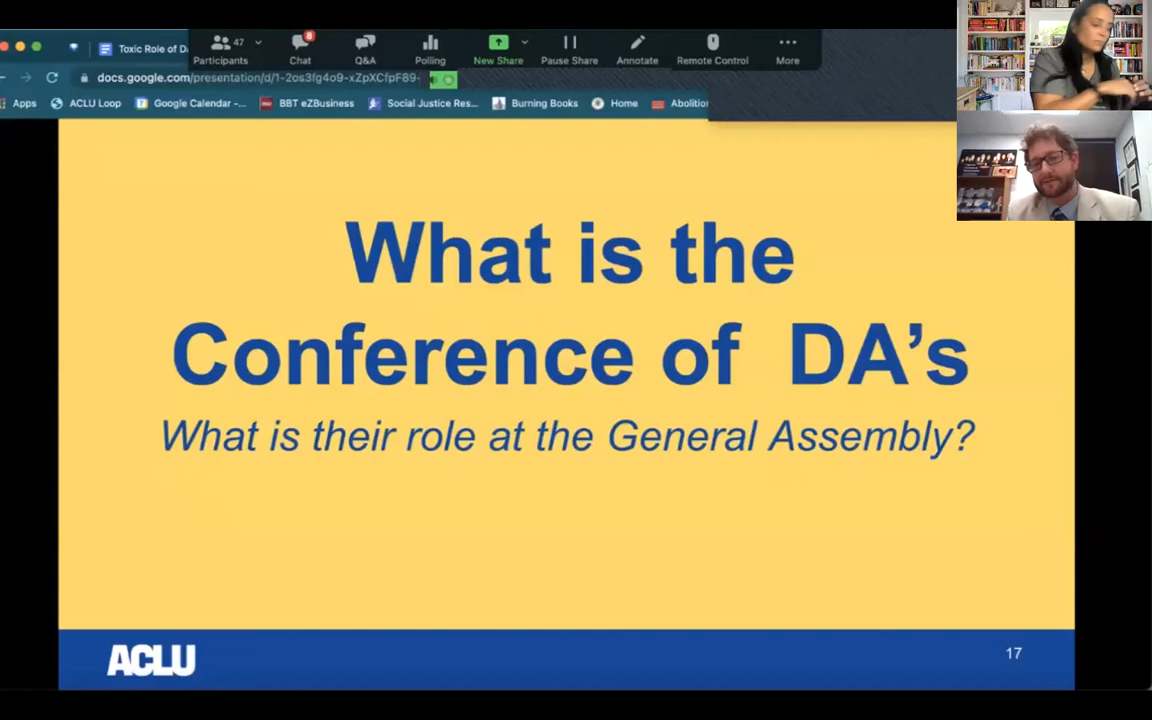 Toxic Role of D
47
8
Participants
Chat
Q&A
Polling
New Share
Pause Share
Annotate
Remote Control
More
docs.google.com/presentation/d/1-2os3fg4o9-xZpXCfpF89-
Apps
ACLU Loop
Google Calendar -...
BBT eZBusiness
Social Justice Res...
Burning Books
Home
Abolition
What is the
Conference of DA's
What is their role at the General Assembly?
ACLU
17